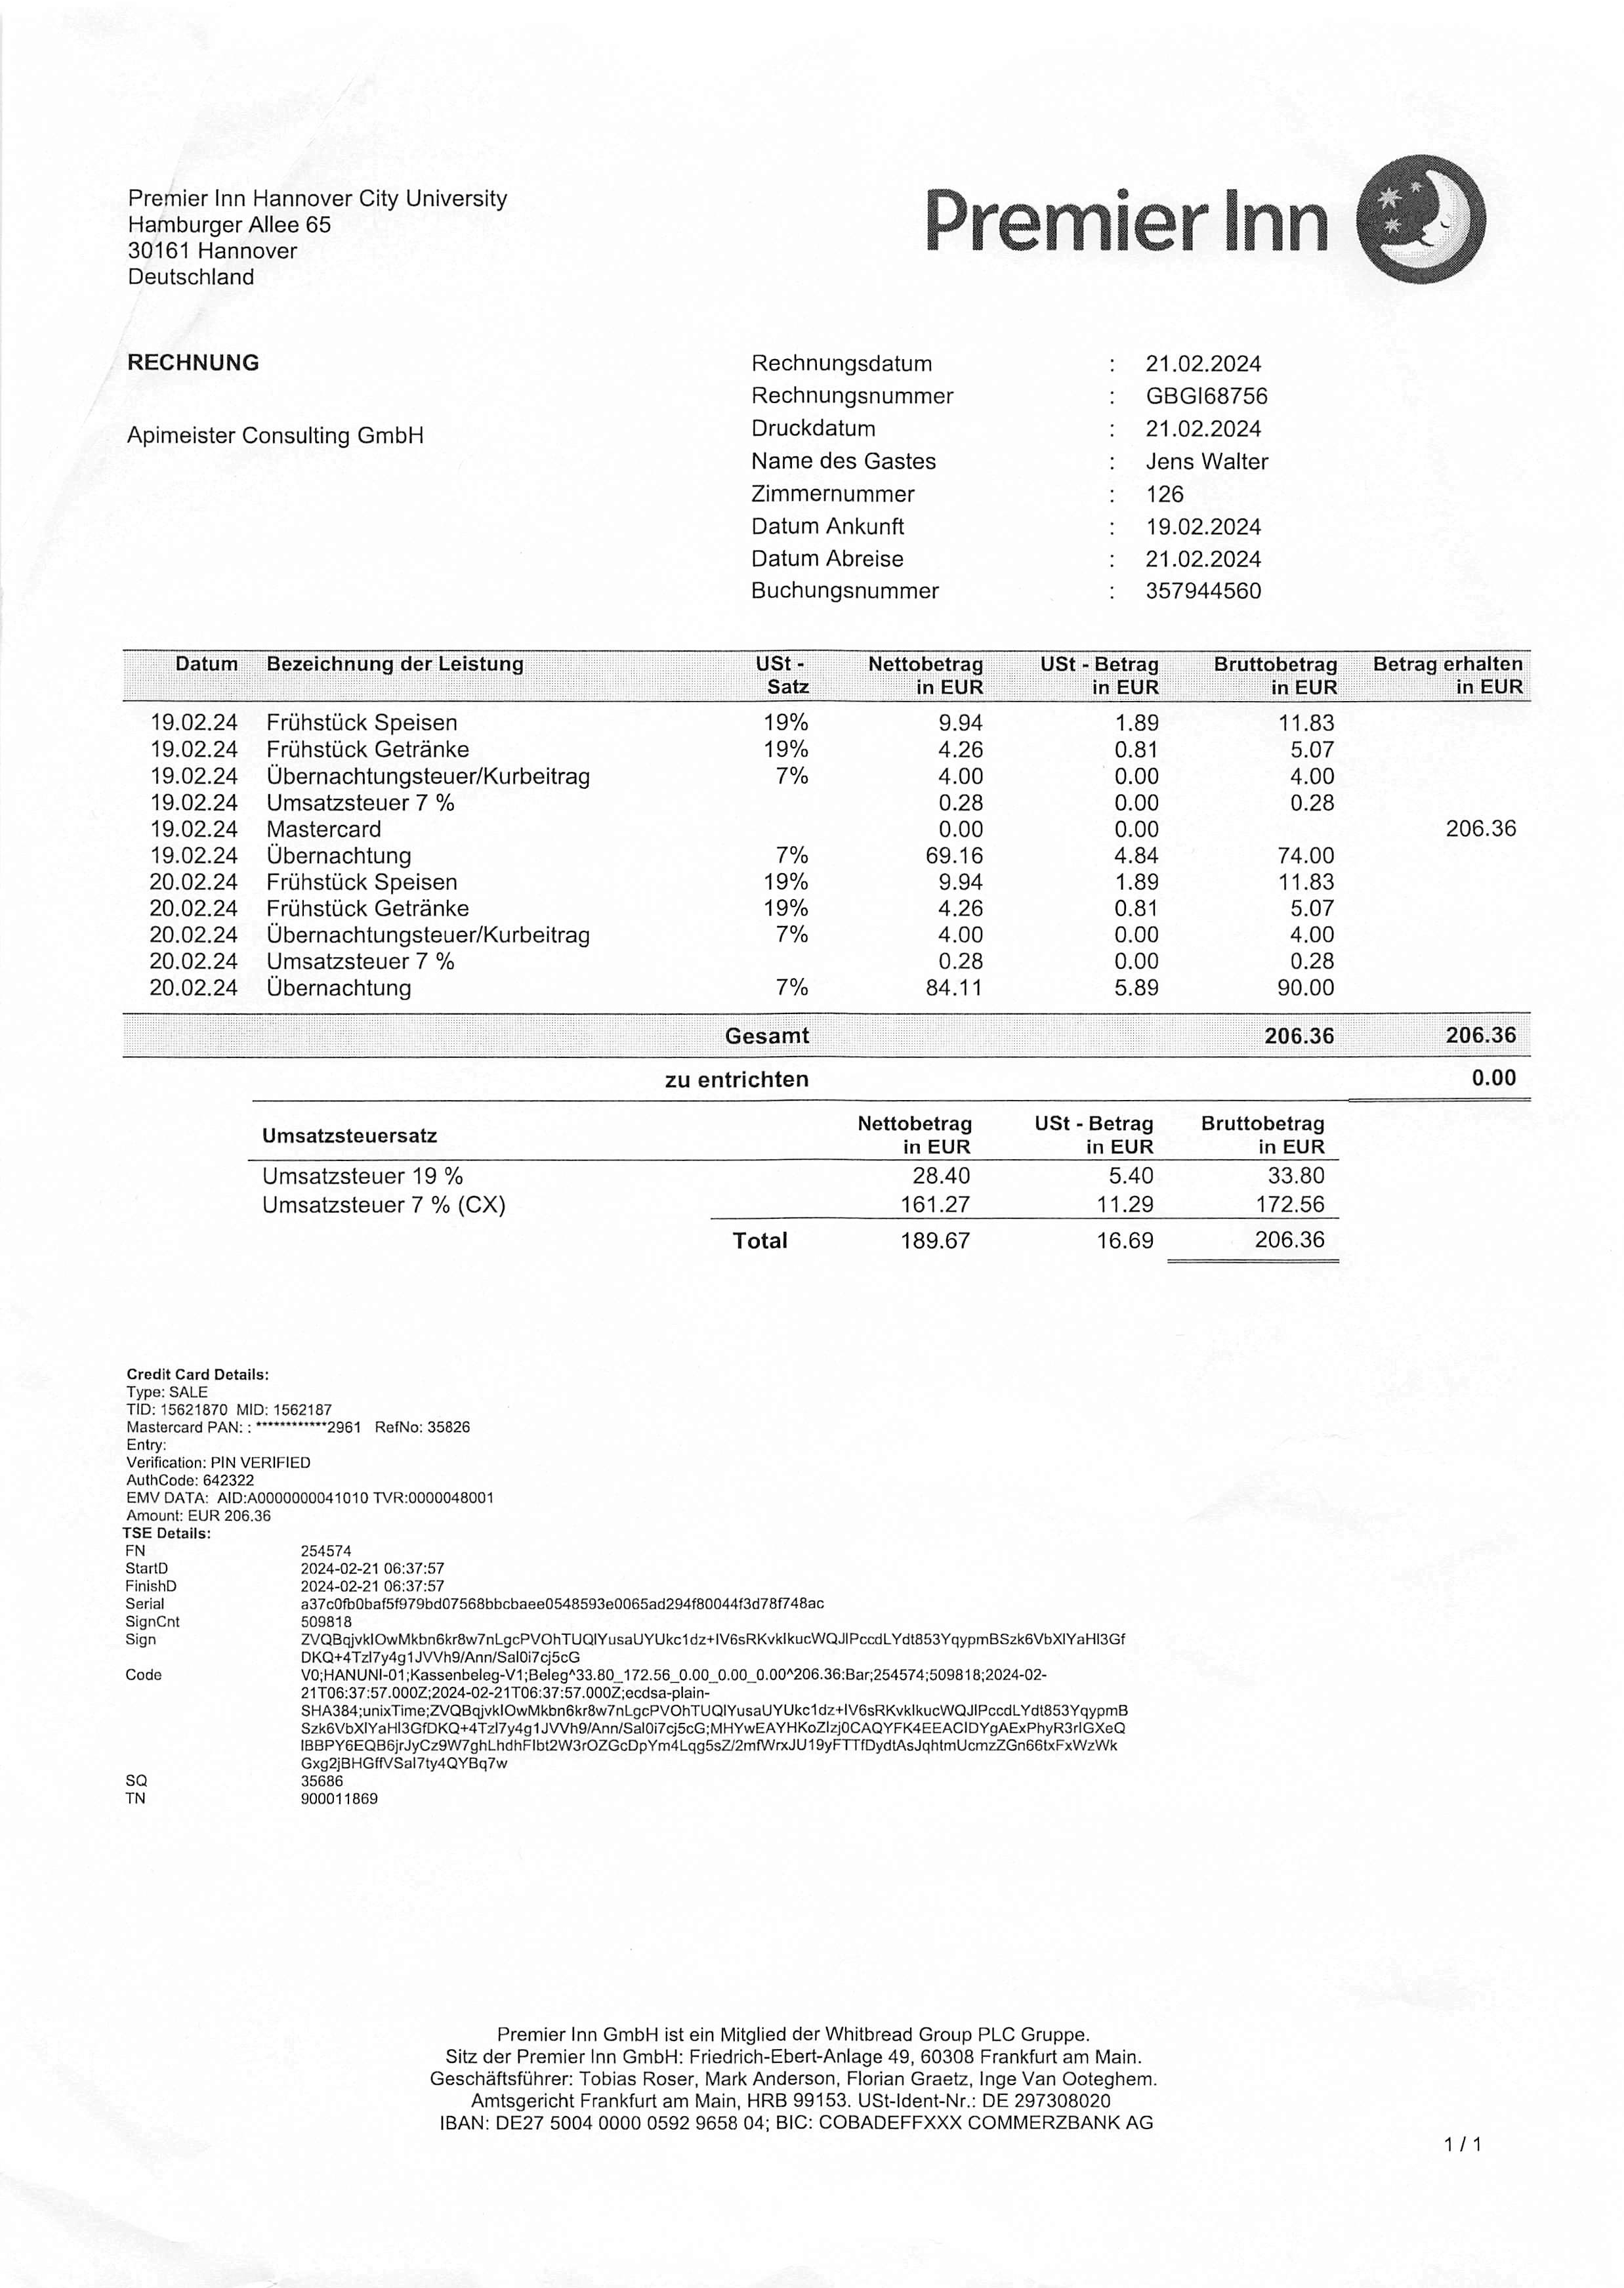 Premier Inn Hannover City University
Hamburger Allee 65
30161 Hannover
Deutschland
Premier Inn
RECHNUNG
Apimeister Consulting GmbH
Rechnungsdatum : 21.02.2024
Rechnungsnummer : GBGI68756
Druckdatum : 21.02.2024
Name des Gastes : Jens Walter
Zimmernummer : 126
Datum Ankunft : 19.02.2024
Datum Abreise : 21.02.2024
Buchungsnummer : 357944560
Datum Bezeichnung der Leistung USt - Satz Nettobetrag in EUR USt - Betrag in EUR Bruttobetrag in EUR Betrag erhalten in EUR
19.02.24 Frühstück Speisen 19% 9.94 1.89 11.83
19.02.24 Frühstück Getränke 19% 4.26 0.81 5.07
19.02.24 Übernachtungsteuer/Kurbeitrag 7% 4.00 0.00 4.00
19.02.24 Umsatzsteuer 7 % 0.28 0.00 0.28
19.02.24 Mastercard 0.00 0.00 206.36
19.02.24 Übernachtung 7% 69.16 4.84 74.00
20.02.24 Frühstück Speisen 19% 9.94 1.89 11.83
20.02.24 Frühstück Getränke 19% 4.26 0.81 5.07
20.02.24 Übernachtungsteuer/Kurbeitrag 7% 4.00 0.00 4.00
20.02.24 Umsatzsteuer 7 % 0.28 0.00 0.28
20.02.24 Übernachtung 7% 84.11 5.89 90.00
Gesamt 206.36 206.36
zu entrichten 0.00
Umsatzsteuersatz Nettobetrag in EUR USt - Betrag in EUR Bruttobetrag in EUR
Umsatzsteuer 19 % 28.40 5.40 33.80
Umsatzsteuer 7 % (CX) 161.27 11.29 172.56
Total 189.67 16.69 206.36
Credit Card Details:
Type: SALE
TID: 15621870 MID: 1562187
Mastercard PAN: : ************2961 RefNo: 35826
Entry:
Verification: PIN VERIFIED
AuthCode: 642322
EMV DATA: AID:A0000000041010 TVR:0000048001
Amount: EUR 206.36
TSE Details:
FN 254574
StartD 2024-02-21 06:37:57
FinishD 2024-02-21 06:37:57
Serial a37c0fb0baf5f979bd07568bbcbaee0548593e0065ad294f80044f3d78f748ac
SignCnt 509818
Sign ZVQBqjvklOwMkbn6kr8w7nLgcPVOhTUQlYusaUYUkc1dz+IV6sRKvklkucWQJlPccdLYdt853YqypmBSzk6VbXlYaHl3Gf
DKQ+4Tzl7y4g1JVVh9/Ann/Sal0i7cj5cG
Code V0;HANUNI-01;Kassenbeleg-V1;Beleg^33.80_172.56_0.00_0.00_0.00^206.36:Bar;254574;509818;2024-02-
21T06:37:57.000Z;2024-02-21T06:37:57.000Z;ecdsa-plain-
SHA384;unixTime;ZVQBqjvklOwMkbn6kr8w7nLgcPVOhTUQlYusaUYUkc1dz+IV6sRKvklkucWQJlPccdLYdt853YqypmB
Szk6VbXlYaHl3GfDKQ+4Tzl7y4g1JVVh9/Ann/Sal0i7cj5cG;MHYwEAYHKoZIzj0CAQYFK4EEACIDYgAExPhyR3rlGXeQ
IBBPY6EQB6jrJyCz9W7ghLhdhFlbt2W3rOZGcDpYm4Lqg5sZ/2mfWrxJU19yFTTfDydtAsJqhtmUcmzZGn66txFxWzWk
Gxg2jBHGffVSal7ty4QYBq7w
SQ 35686
TN 900011869
Premier Inn GmbH ist ein Mitglied der Whitbread Group PLC Gruppe.
Sitz der Premier Inn GmbH: Friedrich-Ebert-Anlage 49, 60308 Frankfurt am Main.
Geschäftsführer: Tobias Roser, Mark Anderson, Florian Graetz, Inge Van Ooteghem.
Amtsgericht Frankfurt am Main, HRB 99153. USt-Ident-Nr.: DE 297308020
IBAN: DE27 5004 0000 0592 9658 04; BIC: COBADEFFXXX COMMERZBANK AG
1 / 1